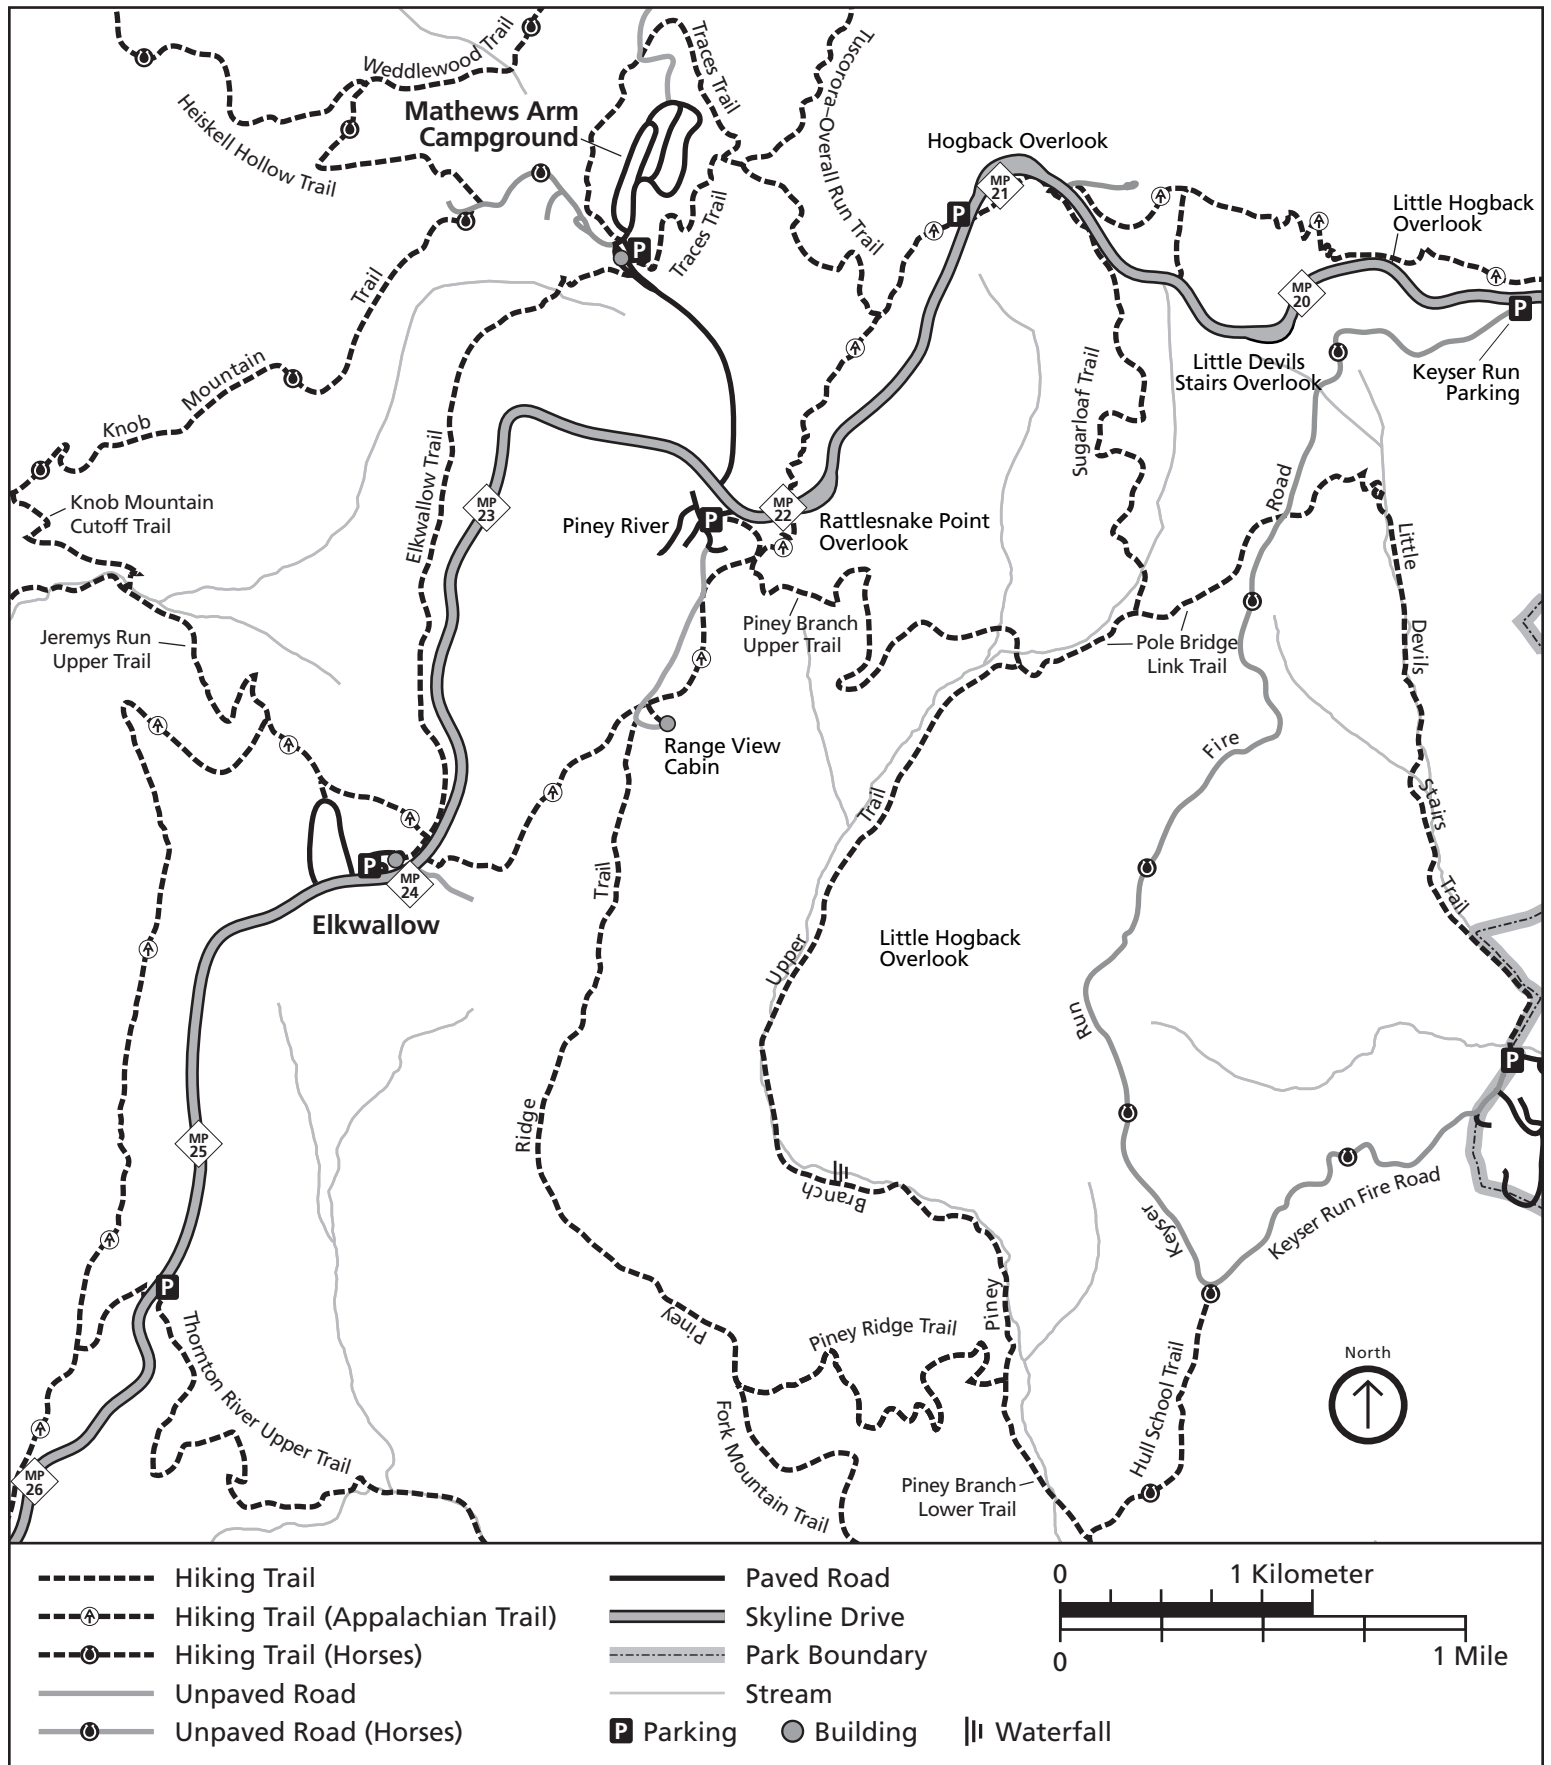 Weddlewood Trail
Traces Trail
Tuscorora–Overall Run Trail
Heiskell Hollow Trail
Mathews Arm
Campground
Hogback Overlook
MP
21
P
Little Hogback
Overlook
Traces Trail
P
Trail
MP
20
P
Knob
Mountain
Little Devils
Stairs Overlook
Keyser Run
Parking
Sugarloaf Trail
Elkwallow Trail
Knob Mountain
Cutoff Trail
MP
23
Piney River
P
MP
22
Rattlesnake Point
Overlook
Road
Little
Devils
Stairs
Trail
Jeremys Run
Upper Trail
Piney Branch
Upper Trail
Pole Bridge
Link Trail
Fire
Range View
Cabin
Trail
Trail
P
MP
24
Elkwallow
Upper
Little Hogback
Overlook
Run
P
Ridge
MP
25
Branch
Keyser
Keyser Run Fire Road
P
Piney
Piney Ridge Trail
Piney
Thornton River Upper Trail
Fork Mountain Trail
Hull School Trail
North
MP
26
Piney Branch
Lower Trail
Hiking Trail
Hiking Trail (Appalachian Trail)
Hiking Trail (Horses)
Unpaved Road
Unpaved Road (Horses)
Paved Road
Skyline Drive
Park Boundary
Stream
P Parking
Building
Waterfall
0
1 Kilometer
0
1 Mile